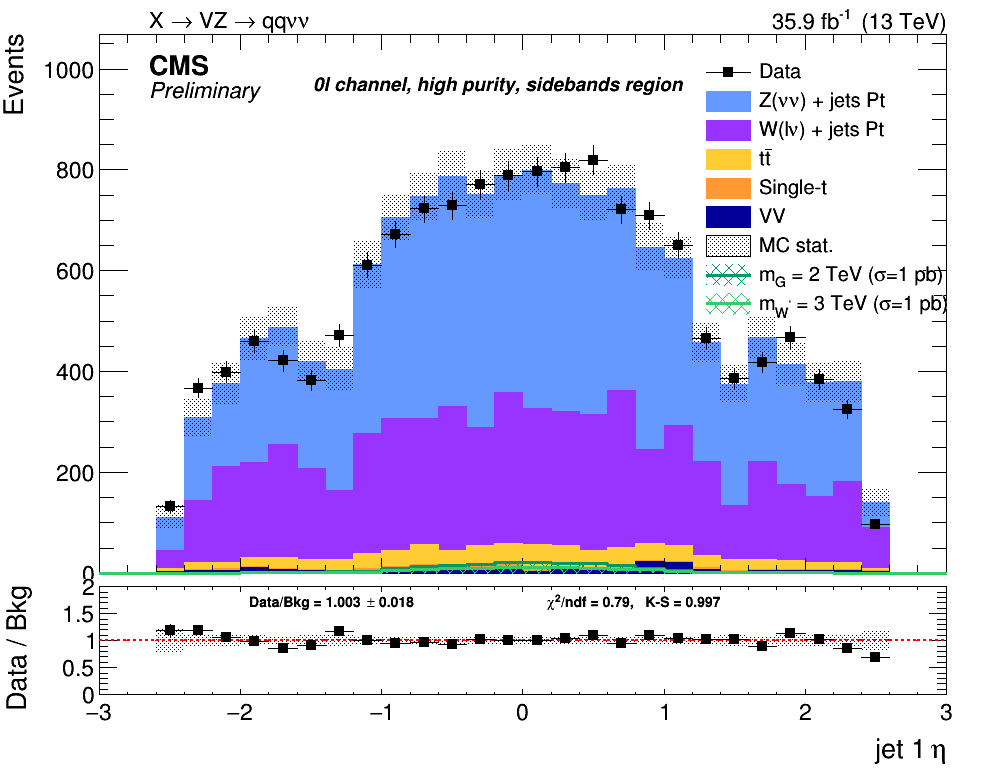 X → VZ → qqνν
35.9 fb⁻¹ (13 TeV)
Events
CMS
Preliminary
0l channel, high purity, sidebands region
Data
Z(νν) + jets Pt
W(lν) + jets Pt
tt̄
Single-t
VV
MC stat.
m_G = 2 TeV (σ=1 pb)
m_W' = 3 TeV (σ=1 pb)
1000
800
600
400
200
0
Data / Bkg
Data/Bkg = 1.003 ± 0.018
χ²/ndf = 0.79, K-S = 0.997
2
1.5
1
0.5
0
−3 −2 −1 0 1 2 3
jet 1 η